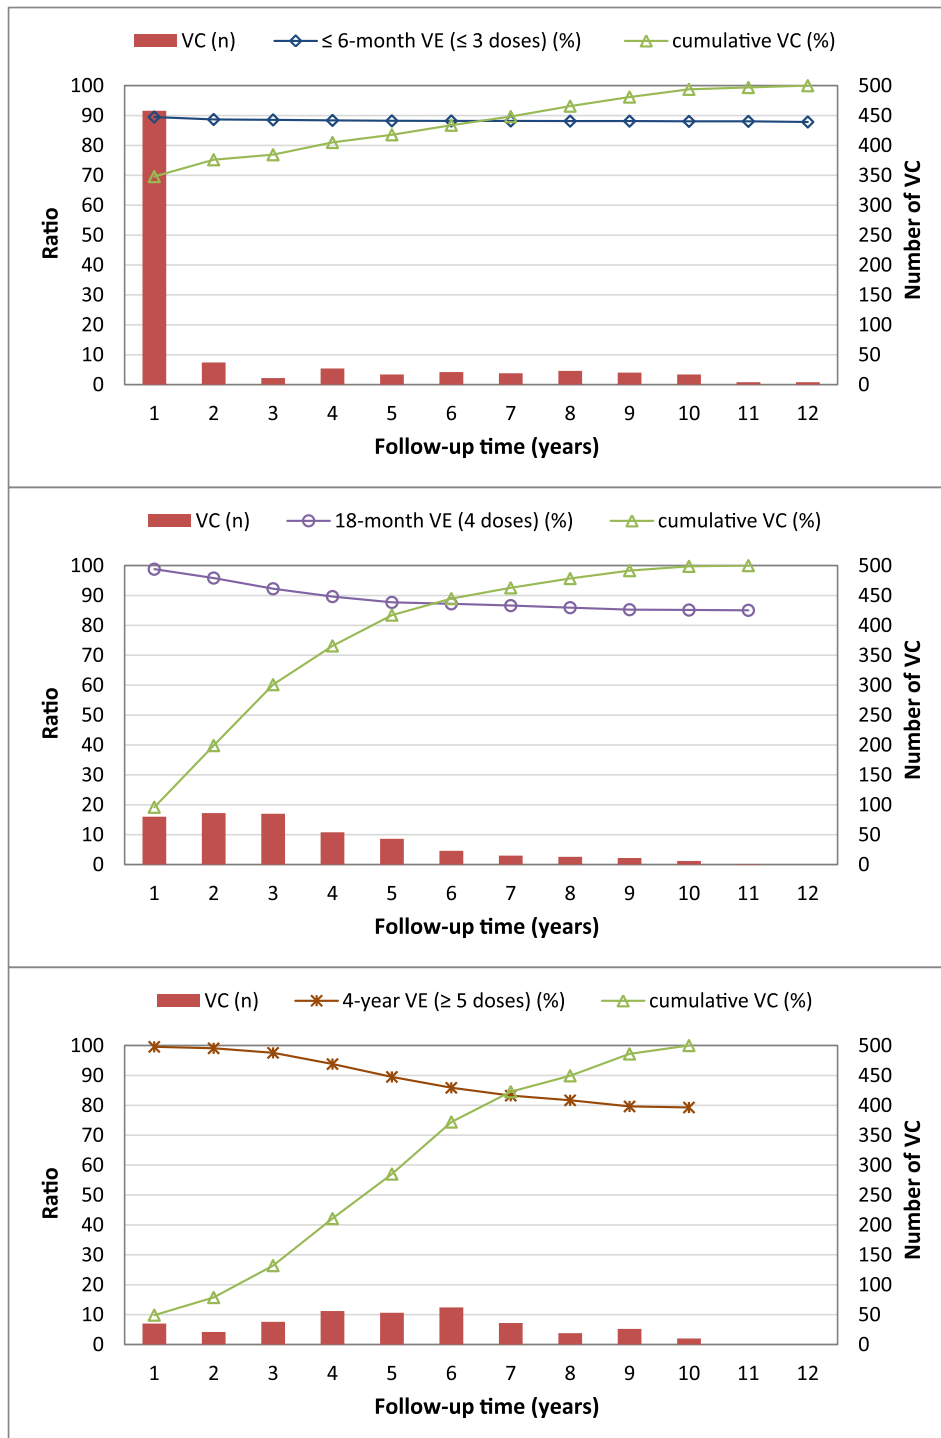 VC (n) ≤ 6-month VE (≤ 3 doses) (%) cumulative VC (%)
100 500
90 450
80 400
70 350
60 300
50 250
40 200
30 150
20 100
10 50
0 0
Ratio
Number of VC
1 2 3 4 5 6 7 8 9 10 11 12
Follow-up time (years)
VC (n) 18-month VE (4 doses) (%) cumulative VC (%)
100 500
90 450
80 400
70 350
60 300
50 250
40 200
30 150
20 100
10 50
0 0
Ratio
Number of VC
1 2 3 4 5 6 7 8 9 10 11 12
Follow-up time (years)
VC (n) 4-year VE (≥ 5 doses) (%) cumulative VC (%)
100 500
90 450
80 400
70 350
60 300
50 250
40 200
30 150
20 100
10 50
0 0
Ratio
Number of VC
1 2 3 4 5 6 7 8 9 10 11 12
Follow-up time (years)